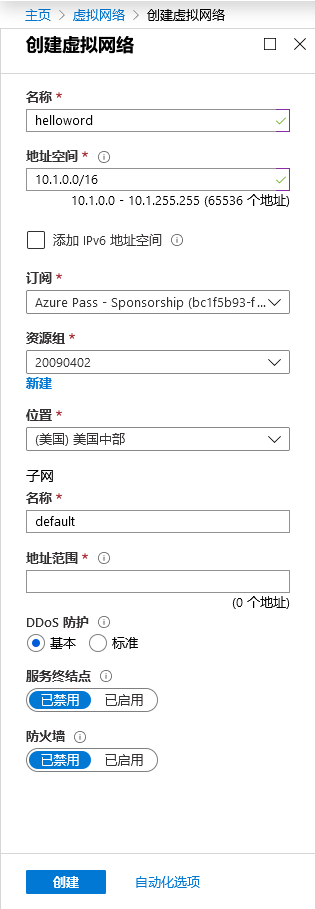 主页 > 虚拟网络 > 创建虚拟网络
创建虚拟网络
名称 *
helloword
地址空间 *
10.1.0.0/16
10.1.0.0 - 10.1.255.255 (65536 个地址)
添加 IPv6 地址空间
订阅 *
Azure Pass - Sponsorship (bc1f5b93-f...
资源组 *
20090402
新建
位置 *
(美国) 美国中部
子网
名称 *
default
地址范围 *
(0 个地址)
DDoS 防护
基本 标准
服务终结点
已禁用 已启用
防火墙
已禁用 已启用
创建 自动化选项